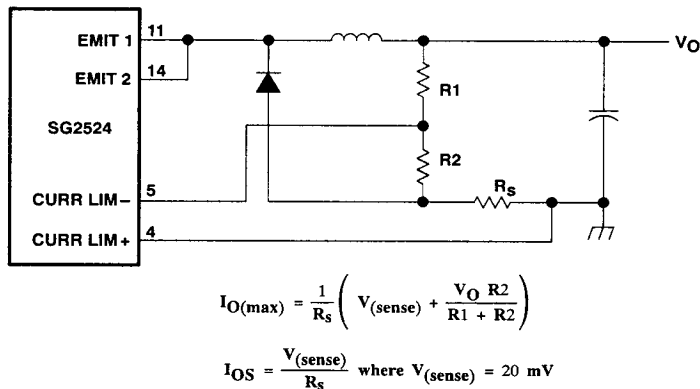 EMIT 1 11
EMIT 2 14
SG2524
CURR LIM− 5
CURR LIM+ 4
R1
R2
Rs
VO
IO(max) = 1/Rs ( V(sense) + VO R2/R1 + R2 )
IOS = V(sense)/Rs where V(sense) = 20 mV